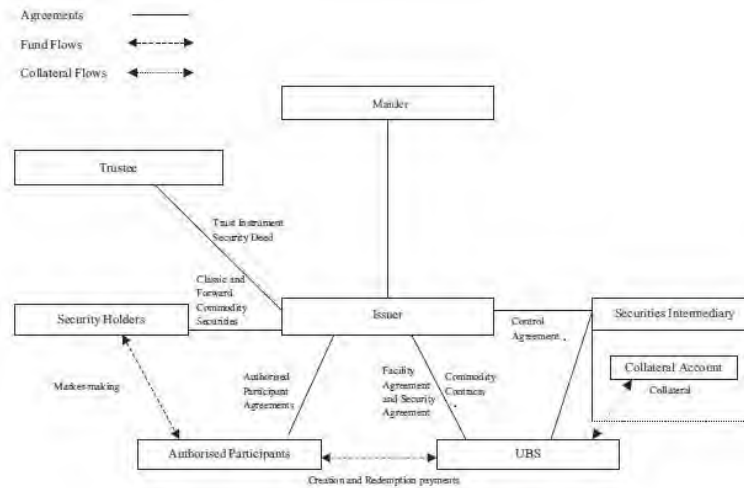 Agreements
Fund Flows
Collateral Flows
Trustee
Trust Instrument
Security Deed
Classic and
Forward
Commodity
Securities
Security Holders
Issuer
Control
Agreement
Securities Intermediary
Collateral Account
Collateral
Market-making
Authorised
Participant
Agreements
Facility
Agreement
and Security
Agreement
Commodity
Contracts
Authorised Participants
UBS
Creation and Redemption payments